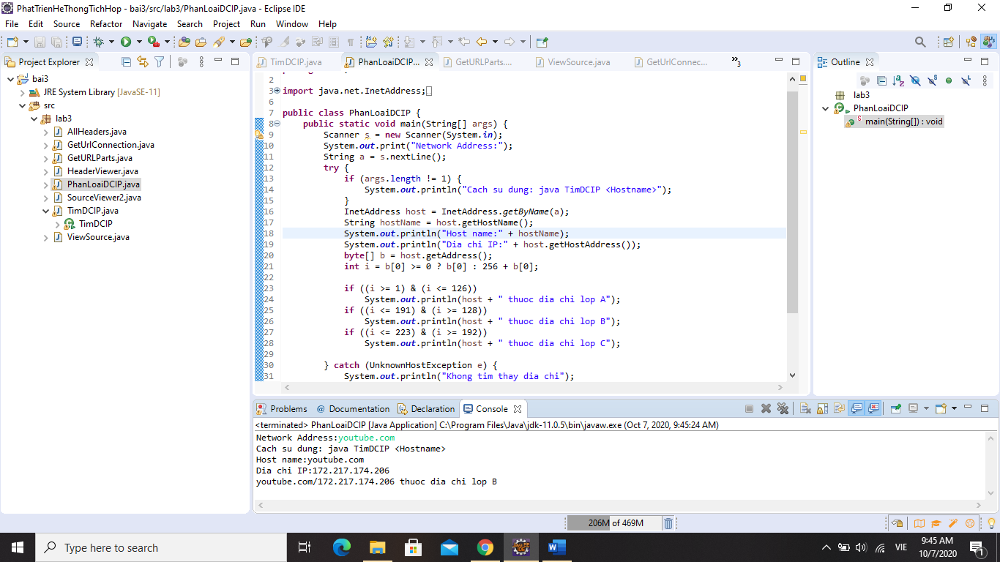 PhatTrienHeThongTichHop - bai3/src/lab3/PhanLoaiDCIP.java - Eclipse IDE
File Edit Source Refactor Navigate Search Project Run Window Help
Project Explorer
bai3
JRE System Library [JavaSE-11]
src
lab3
AllHeaders.java
GetUrlConnection.java
GetURLParts.java
HeaderViewer.java
PhanLoaiDCIP.java
SourceViewer2.java
TimDCIP.java
TimDCIP
ViewSource.java
TimDCIP.java PhanLoaiDCIP... GetURLParts.... ViewSource.java GetUrlConnec... »3
2
3 import java.net.InetAddress;
6
7 public class PhanLoaiDCIP {
8 public static void main(String[] args) {
9 Scanner s = new Scanner(System.in);
10 System.out.print("Network Address:");
11 String a = s.nextLine();
12 try {
13 if (args.length != 1) {
14 System.out.println("Cach su dung: java TimDCIP <Hostname>");
15 }
16 InetAddress host = InetAddress.getByName(a);
17 String hostName = host.getHostName();
18 System.out.println("Host name:" + hostName);
19 System.out.println("Dia chi IP:" + host.getHostAddress());
20 byte[] b = host.getAddress();
21 int i = b[0] >= 0 ? b[0] : 256 + b[0];
22
23 if ((i >= 1) & (i <= 126))
24 System.out.println(host + " thuoc dia chi lop A");
25 if ((i <= 191) & (i >= 128))
26 System.out.println(host + " thuoc dia chi lop B");
27 if ((i <= 223) & (i >= 192))
28 System.out.println(host + " thuoc dia chi lop C");
29
30 } catch (UnknownHostException e) {
31 System.out.println("Khong tim thay dia chi");
Outline
lab3
PhanLoaiDCIP
main(String[]) : void
Problems @ Documentation Declaration Console
<terminated> PhanLoaiDCIP [Java Application] C:\Program Files\Java\jdk-11.0.5\bin\javaw.exe (Oct 7, 2020, 9:45:24 AM)
Network Address:youtube.com
Cach su dung: java TimDCIP <Hostname>
Host name:youtube.com
Dia chi IP:172.217.174.206
youtube.com/172.217.174.206 thuoc dia chi lop B
206M of 469M
Type here to search
Java EE
IDE
VIE
9:45 AM
10/7/2020
1